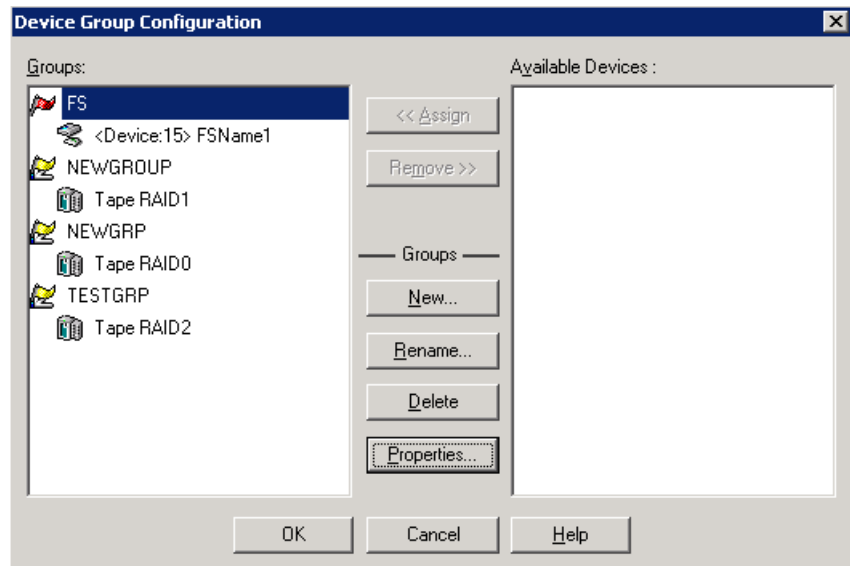 Device Group Configuration
Groups:
Available Devices :
FS
<Device:15> FSName1
NEWGROUP
Tape RAID1
NEWGRP
Tape RAID0
TESTGRP
Tape RAID2
<< Assign
Remove >>
Groups
New...
Rename...
Delete
Properties...
OK
Cancel
Help